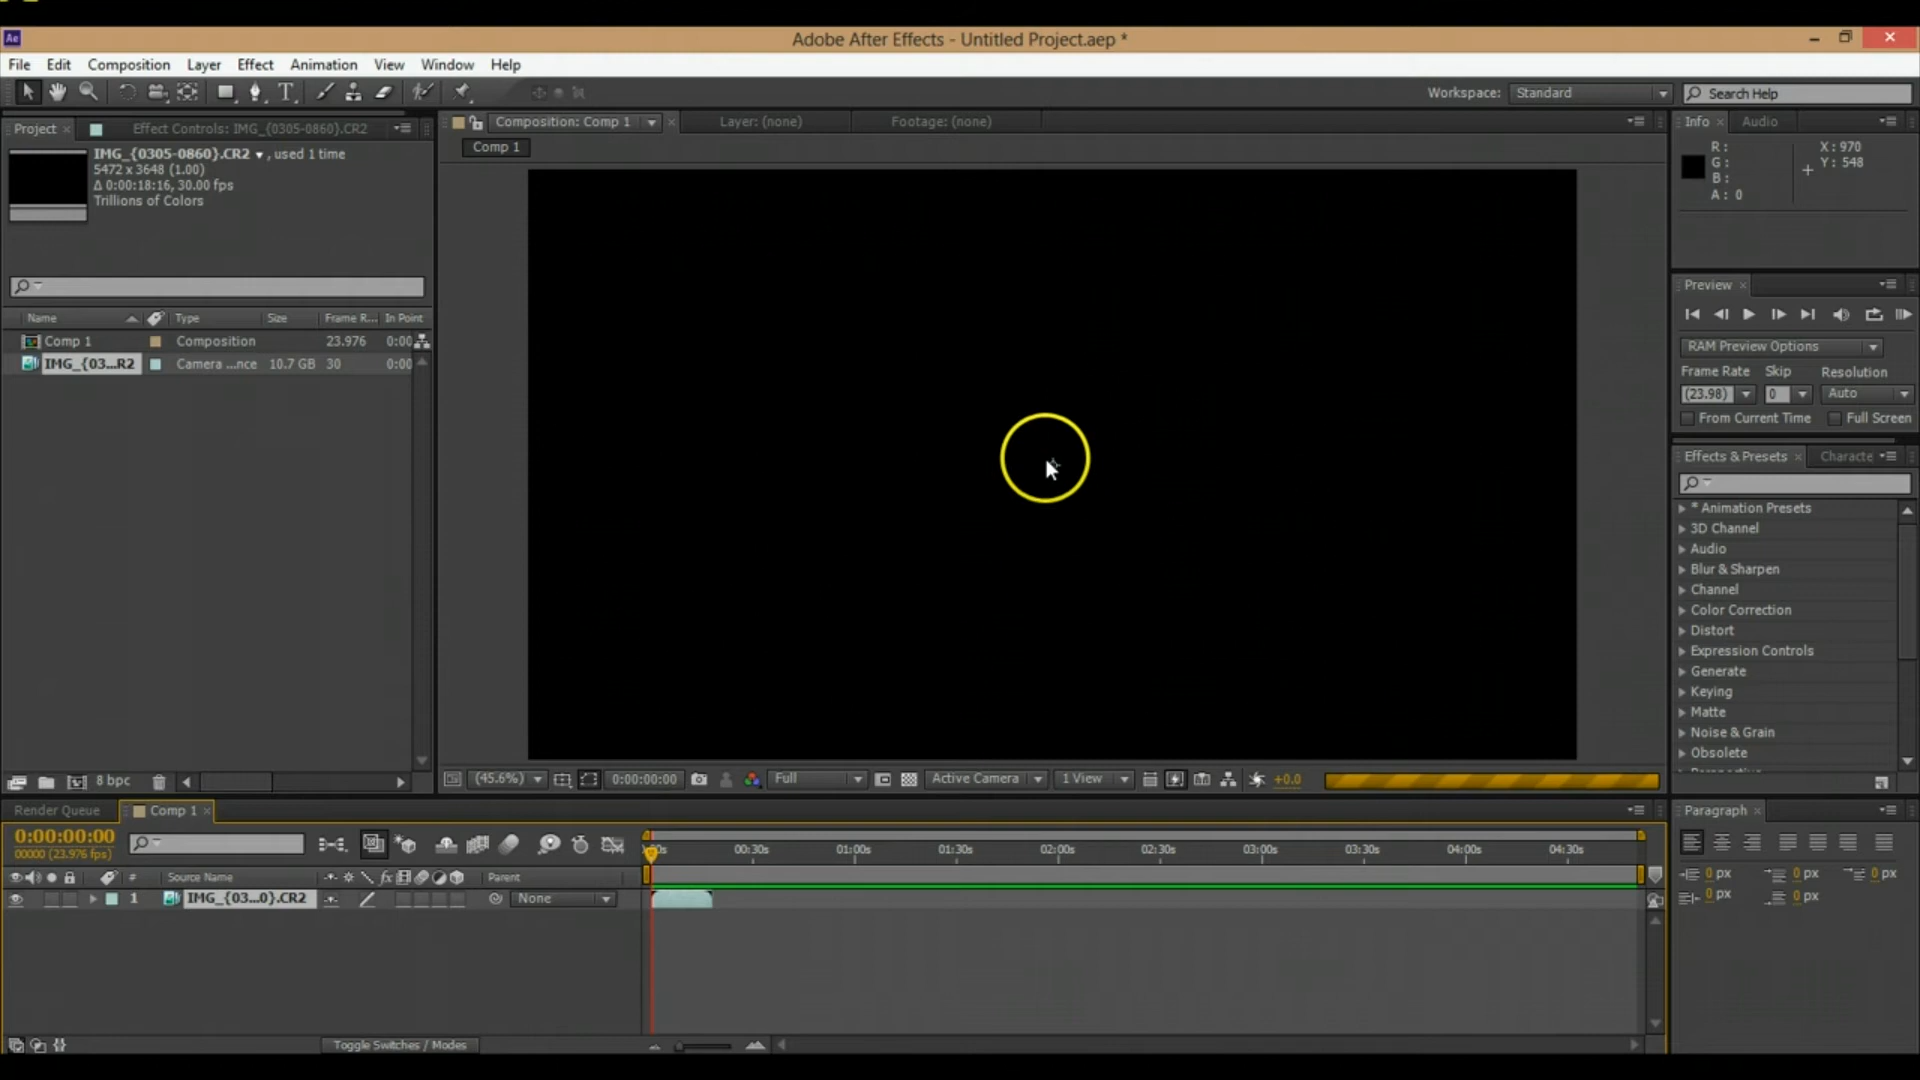 Ae
Adobe After Effects - Untitled Project.aep *
File Edit Composition Layer Effect Animation View Window Help
Workspace: Standard
Search Help
Project
Effect Controls: IMG_{0305-0860}.CR2
Composition: Comp 1
Layer: (none)
Footage: (none)
Info
Audio
Comp 1
IMG_{0305-0860}.CR2 , used 1 time
5472 x 3648 (1.00)
Δ 0:00:18:16, 30.00 fps
Trillions of Colors
R :
G :
B :
A : 0
X : 970
Y : 548
Preview
RAM Preview Options
Frame Rate Skip Resolution
(23.98) 0 Auto
From Current Time Full Screen
Name Type Size Frame R... In Point
Comp 1 Composition 23.976 0:00
IMG_{03...R2 Camera ...nce 10.7 GB 30 0:00
Effects & Presets
Characte
* Animation Presets
3D Channel
Audio
Blur & Sharpen
Channel
Color Correction
Distort
Expression Controls
Generate
Keying
Matte
Noise & Grain
Obsolete
8 bpc
(45.6%) 0:00:00:00 Full Active Camera 1 View +0.0
Render Queue
Comp 1
Paragraph
0:00:00:00
00000 (23.976 fps)
00:30s 01:00s 01:30s 02:00s 02:30s 03:00s 03:30s 04:00s 04:30s
# Source Name fx Parent
1 IMG_{03...0}.CR2 None
0 px 0 px 0 px
0 px 0 px
Toggle Switches / Modes